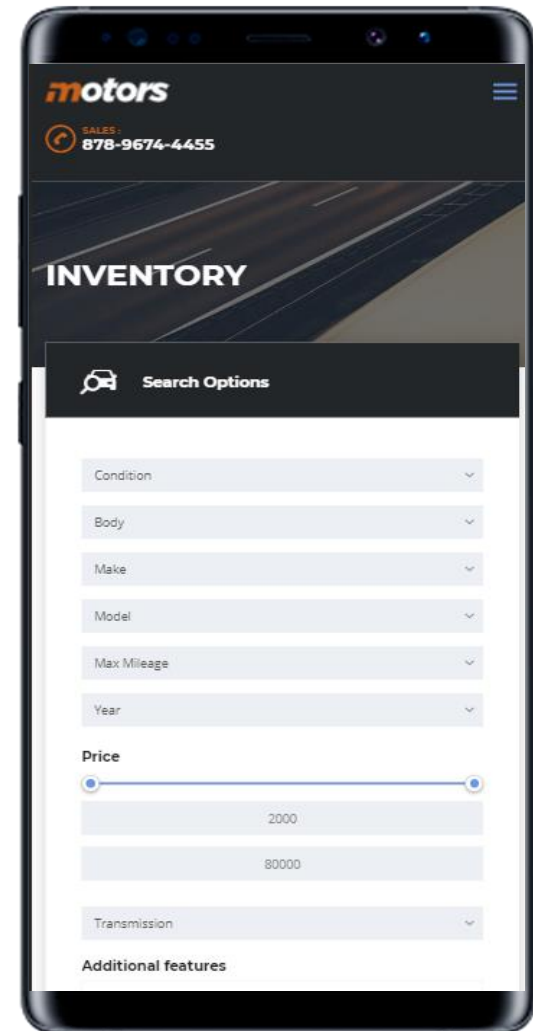 motors
SALES :
878-9674-4455
INVENTORY
Search Options
Condition
Body
Make
Model
Max Mileage
Year
Price
2000
80000
Transmission
Additional features